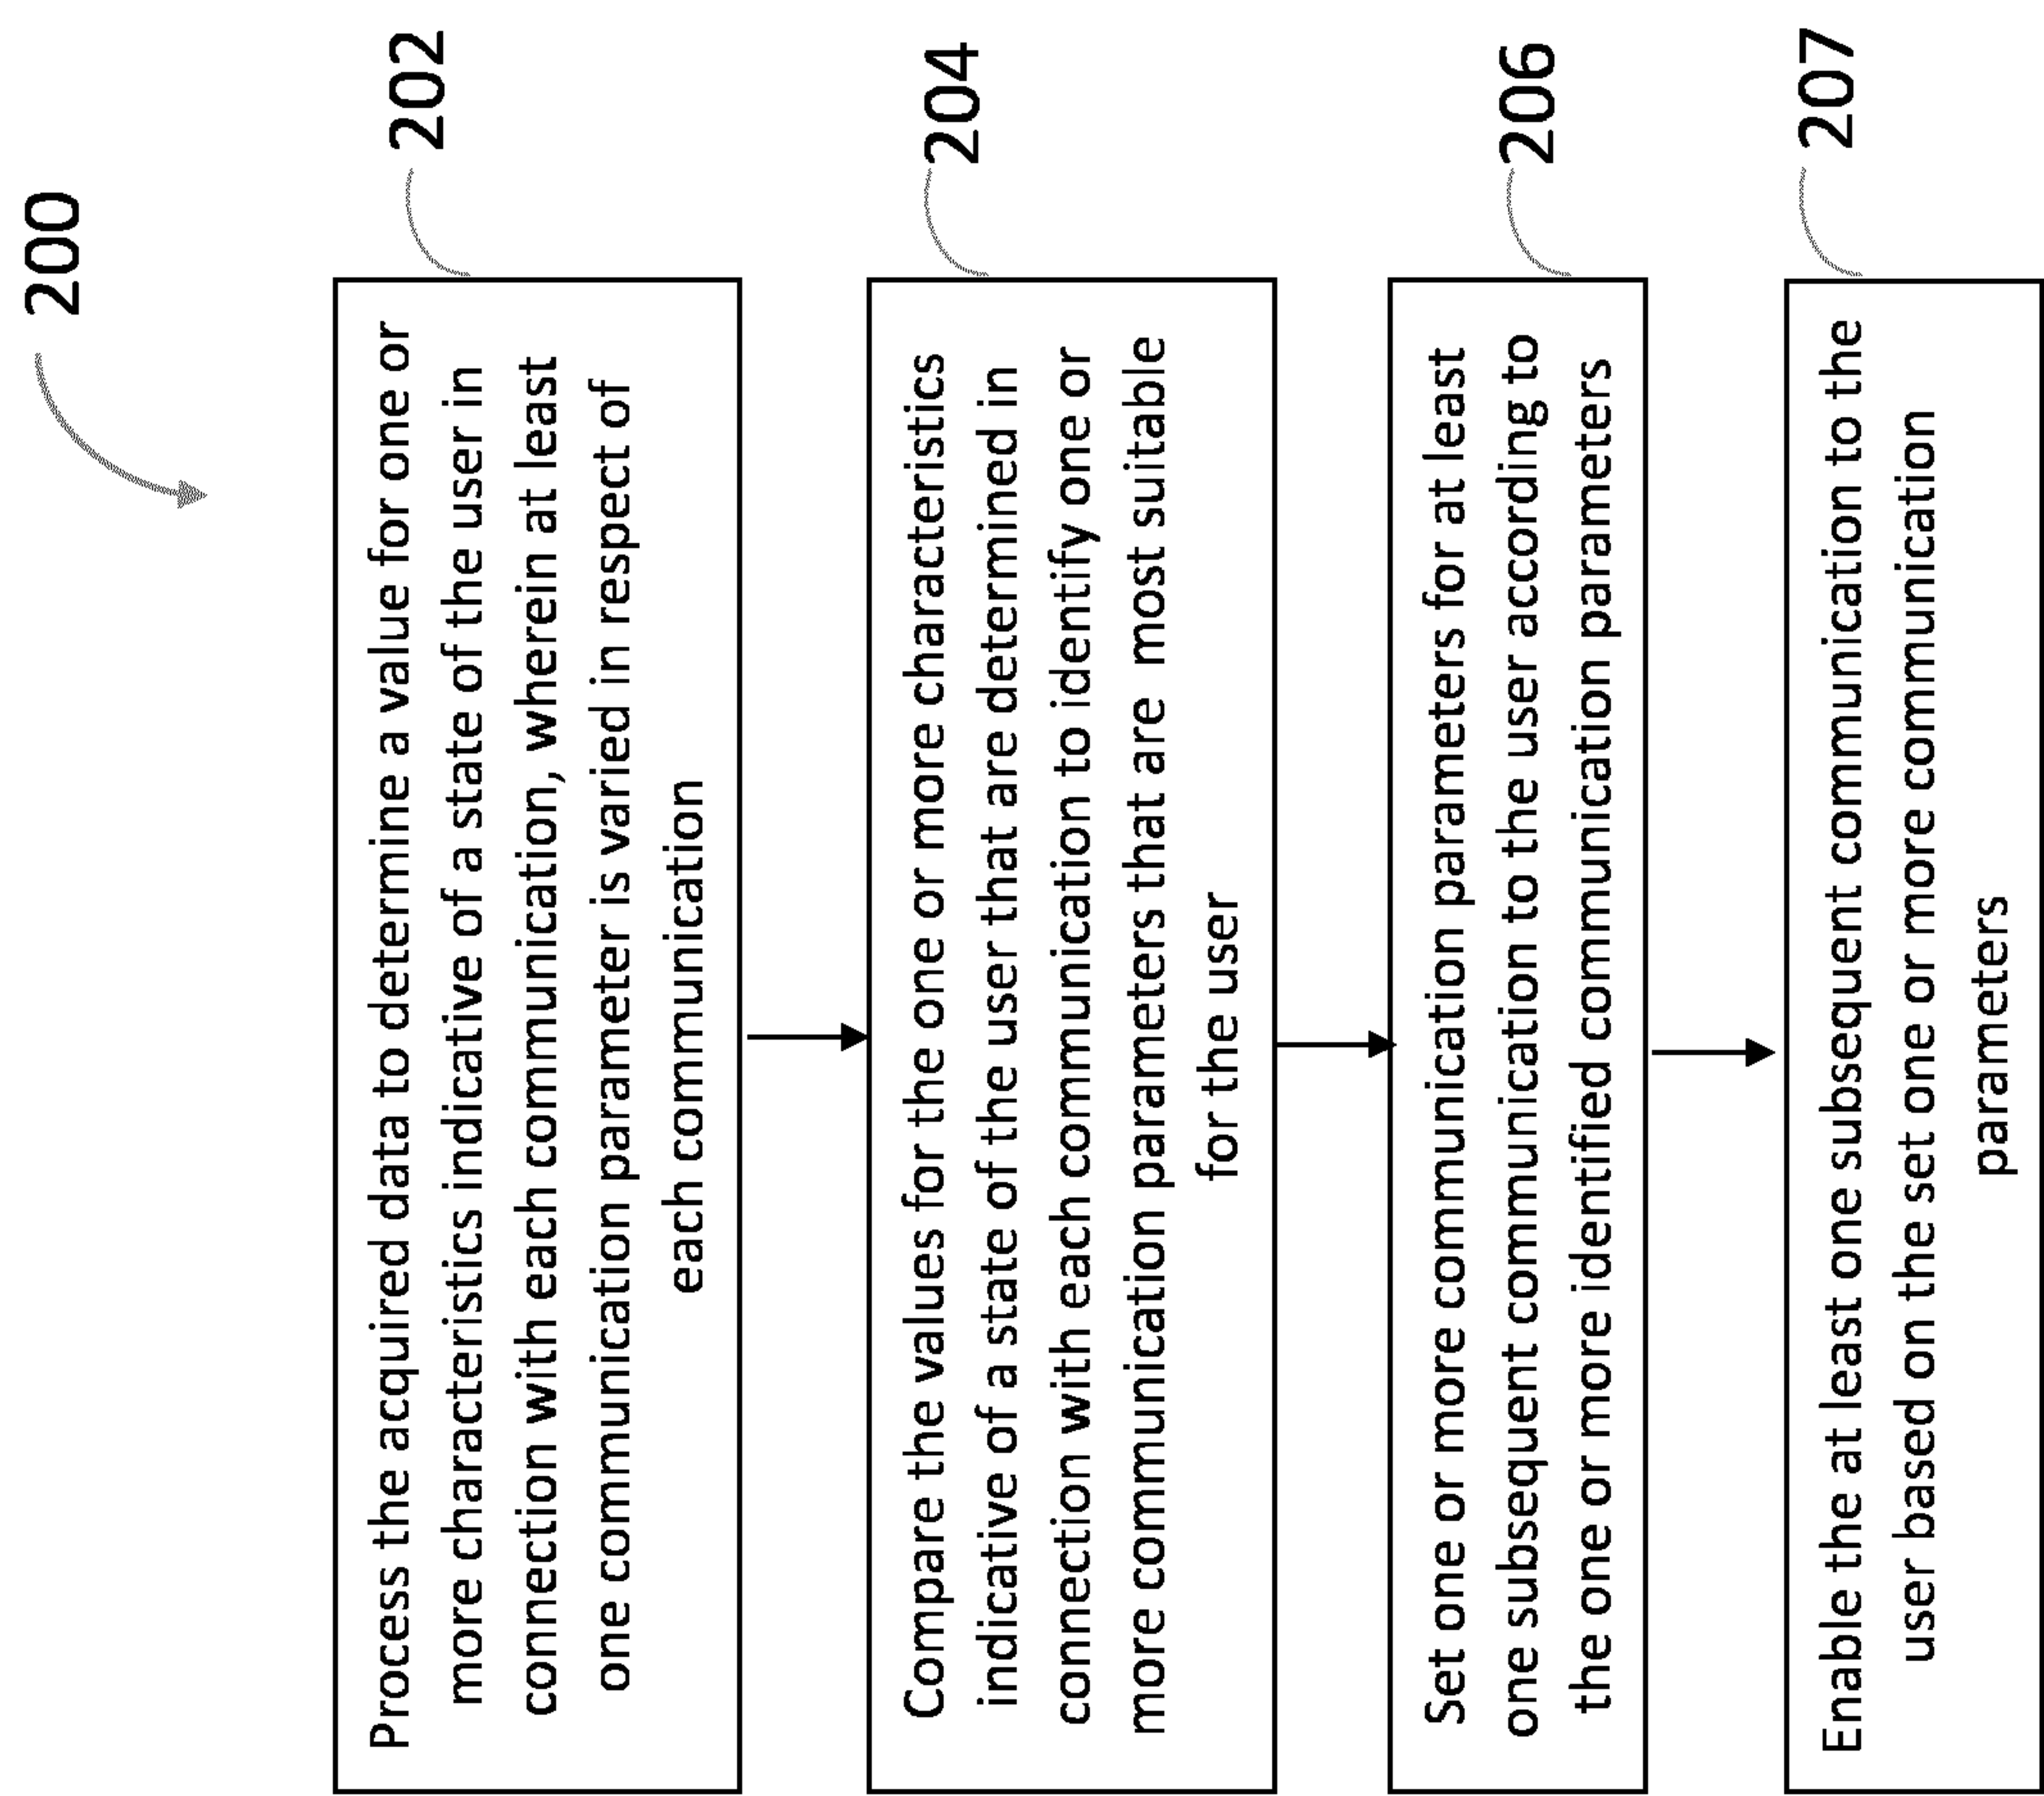 200
202
Process the acquired data to determine a value for one or
more characteristics indicative of a state of the user in
connection with each communication, wherein at least
one communication parameter is varied in respect of
each communication
204
Compare the values for the one or more characteristics
indicative of a state of the user that are determined in
connection with each communication to identify one or
more communication parameters that are most suitable
for the user
206
Set one or more communication parameters for at least
one subsequent communication to the user according to
the one or more identified communication parameters
207
Enable the at least one subsequent communication to the
user based on the set one or more communication
parameters